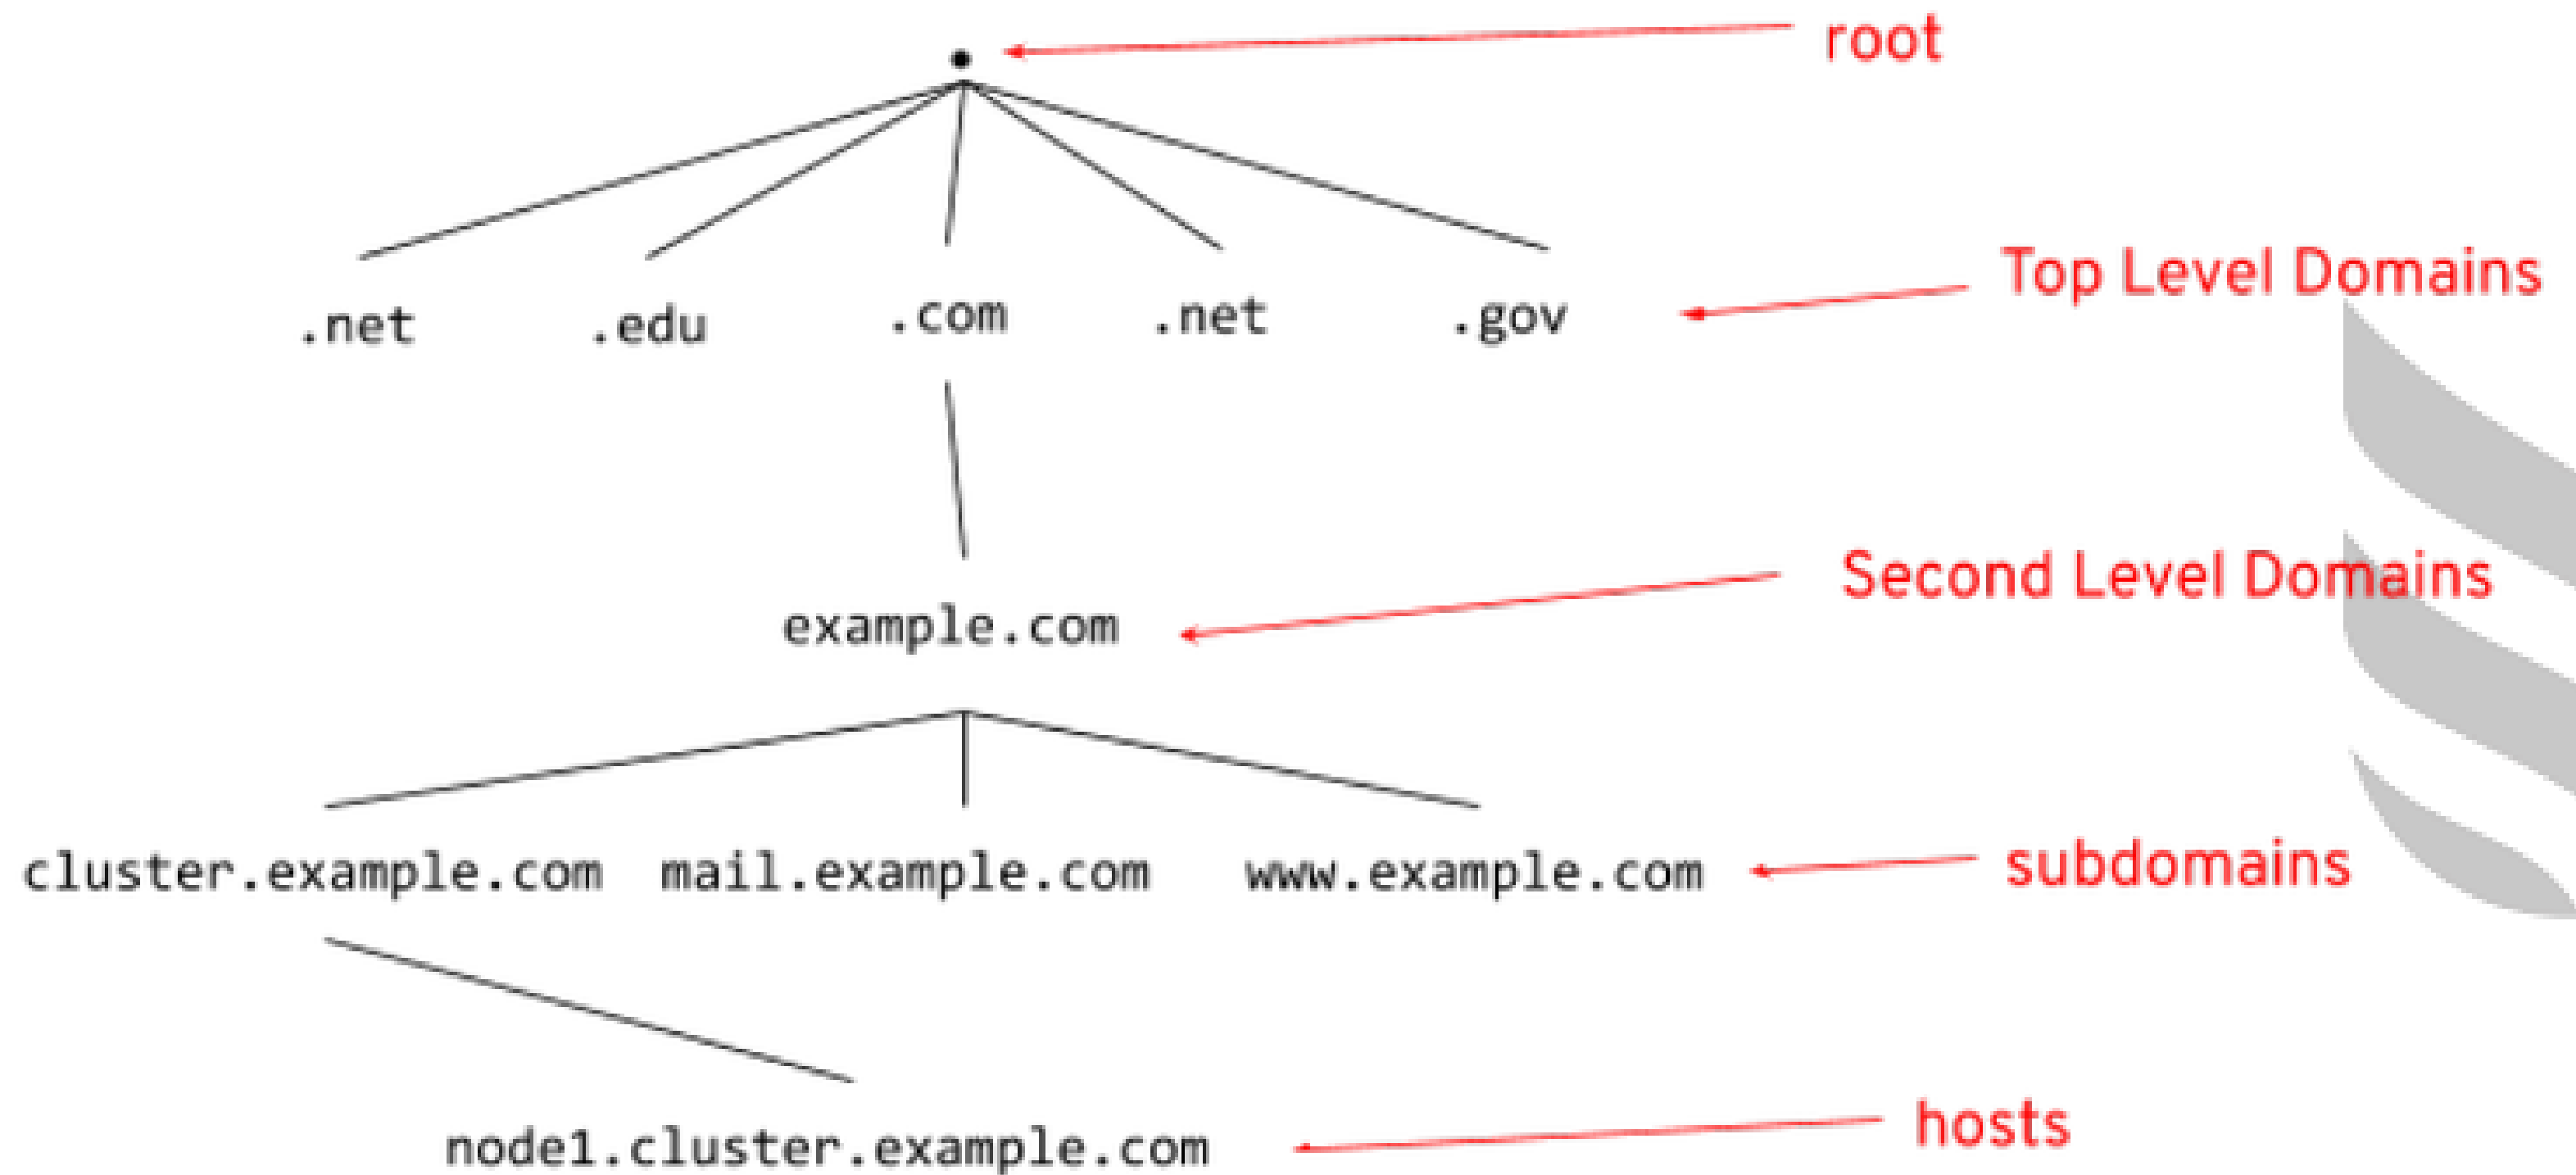 root
.net .edu .com .net .gov
Top Level Domains
example.com
Second Level Domains
cluster.example.com mail.example.com www.example.com
subdomains
node1.cluster.example.com
hosts